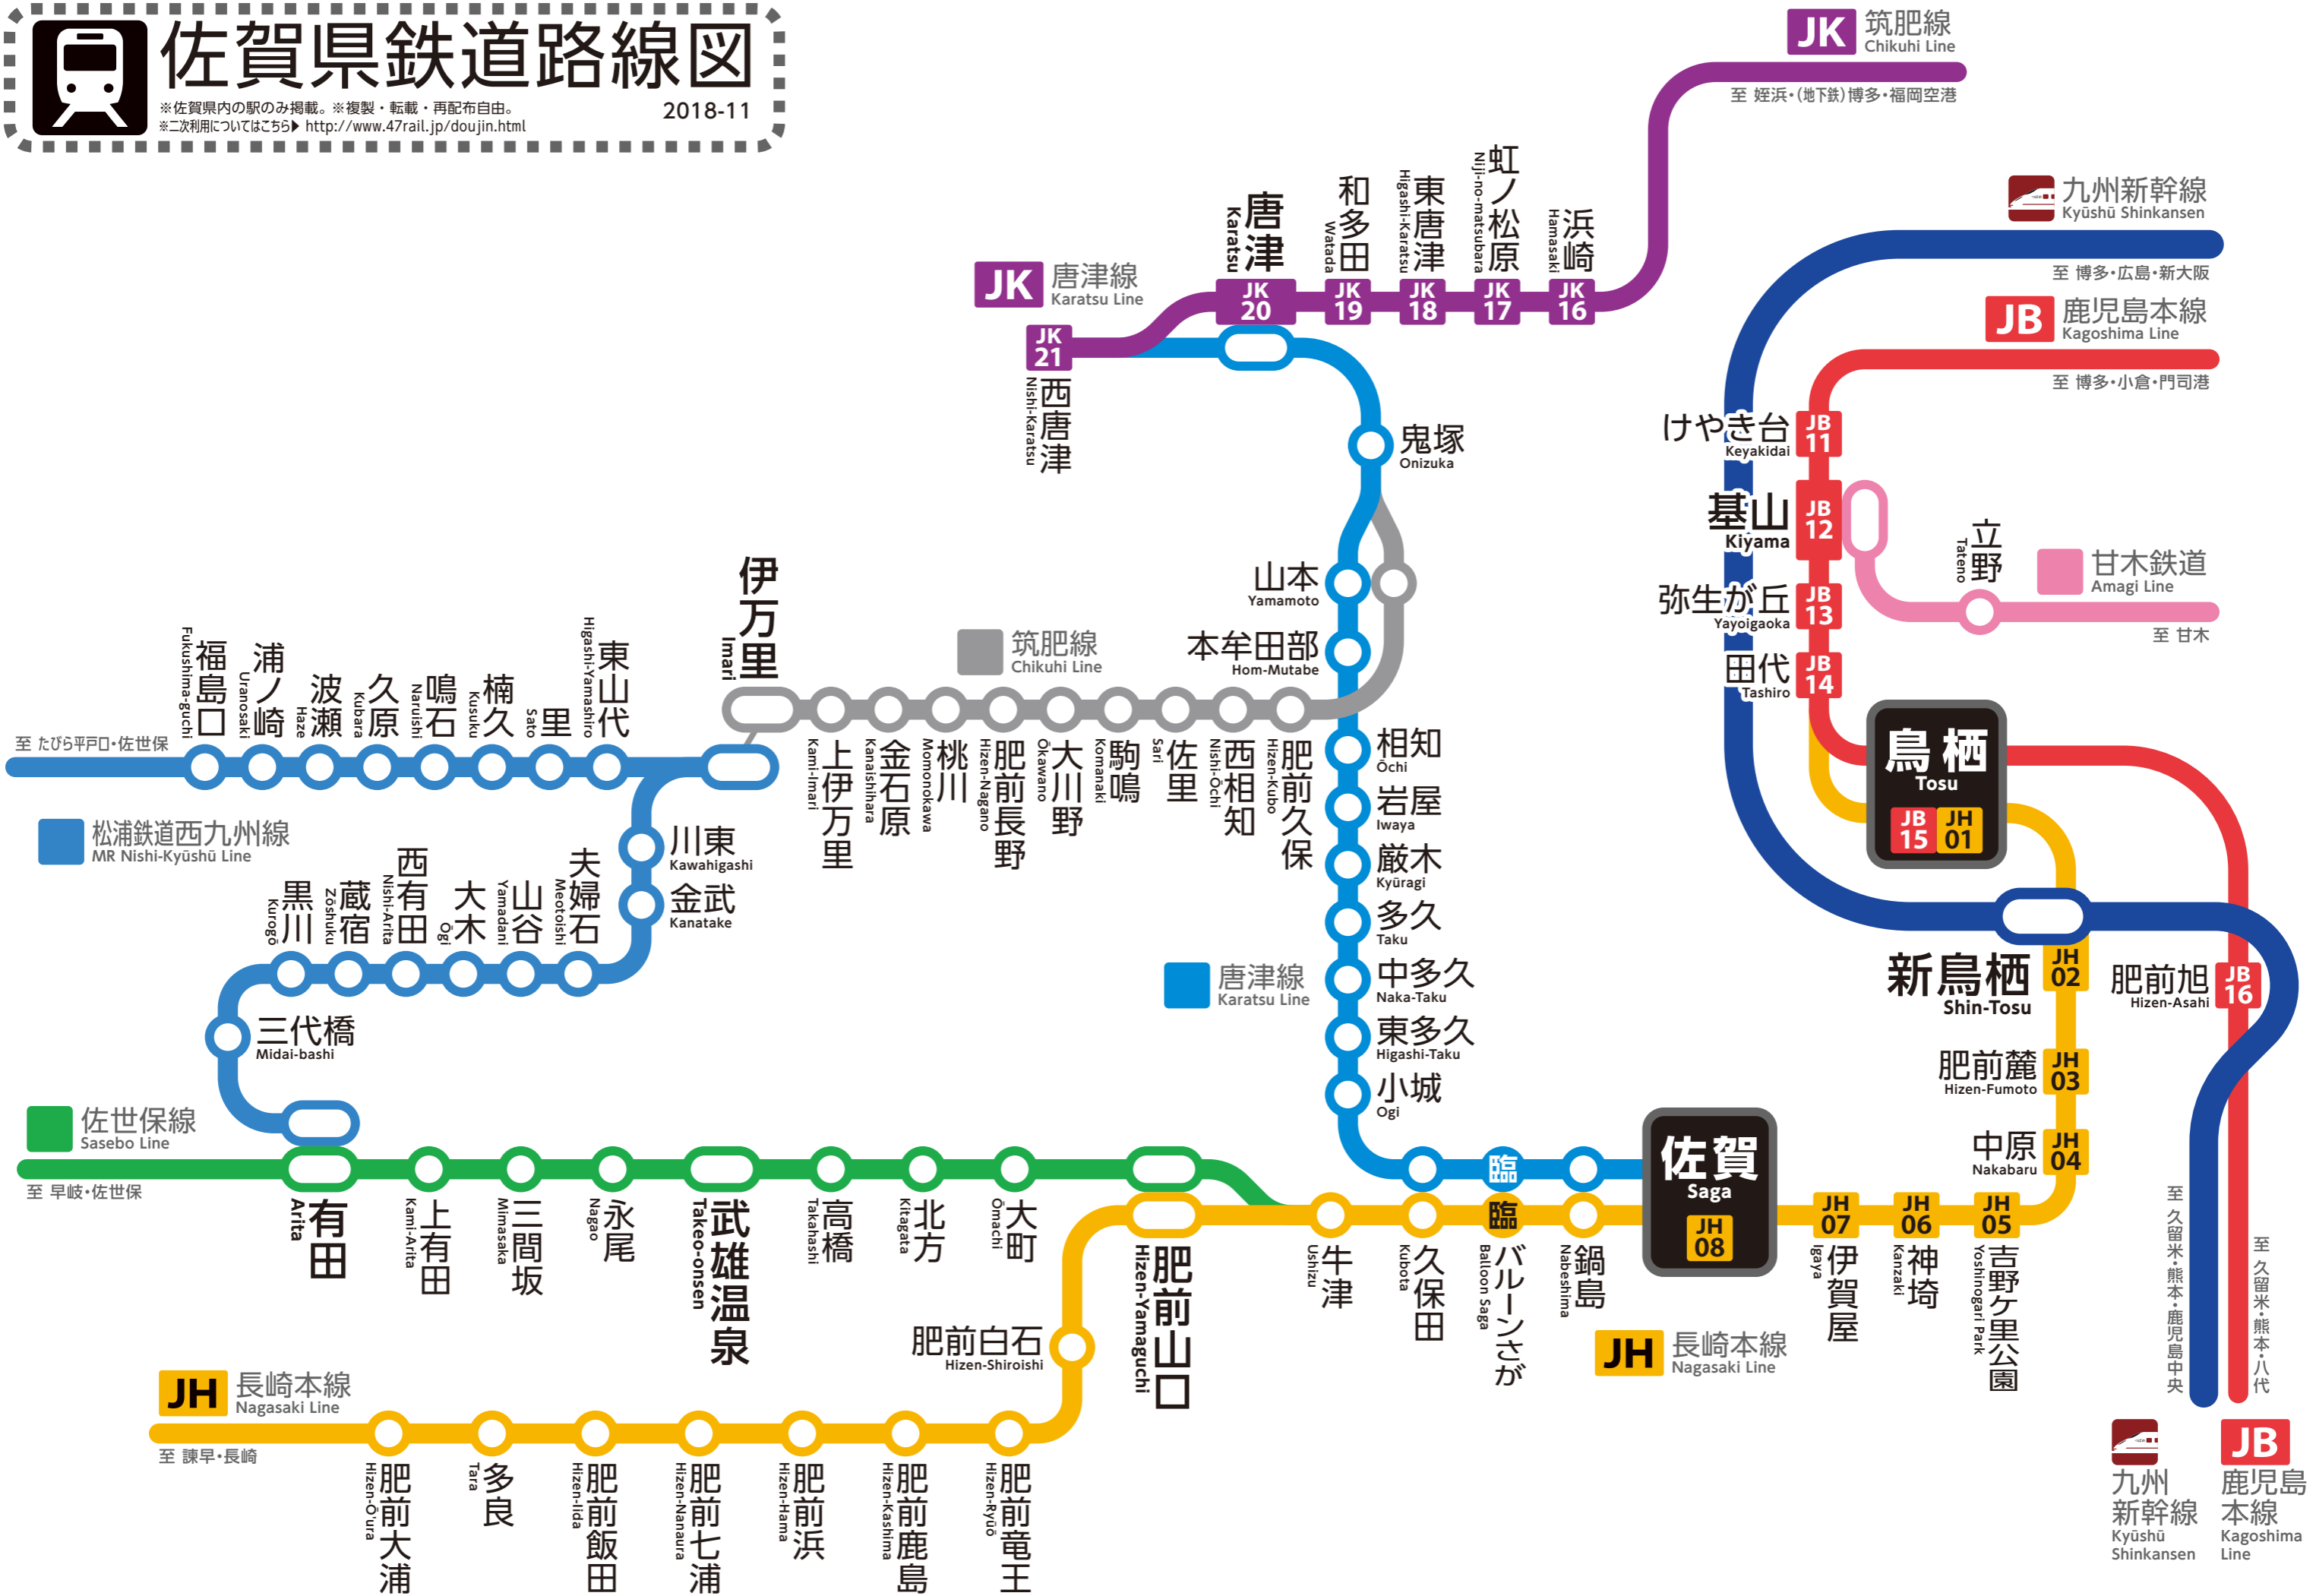 佐賀県鉄道路線図
※佐賀県内の駅のみ掲載。※複製・転載・再配布自由。
2018-11
※二次利用についてはこちら▶ http://www.47rail.jp/doujin.html
JK 筑肥線
Chikuhi Line
至 姪浜・(地下鉄)博多・福岡空港
九州新幹線
Kyūshū Shinkansen
至 博多・広島・新大阪
JB 鹿児島本線
Kagoshima Line
至 博多・小倉・門司港
JK 唐津線
Karatsu Line
JK 21
西唐津
Nishi-Karatsu
唐津
Karatsu
JK 20
和多田
Watada
JK 19
東唐津
Higashi-Karatsu
JK 18
虹ノ松原
Niji-no-matsubara
JK 17
浜崎
Hamasaki
JK 16
鬼塚
Onizuka
山本
Yamamoto
本牟田部
Hom-Mutabe
相知
Ōchi
岩屋
Iwaya
厳木
Kyūragi
多久
Taku
中多久
Naka-Taku
東多久
Higashi-Taku
小城
Ogi
唐津線
Karatsu Line
けやき台
Keyakidai
JB 11
基山
Kiyama
JB 12
弥生が丘
Yayoigaoka
JB 13
田代
Tashiro
JB 14
立野
Tateno
甘木鉄道
Amagi Line
至 甘木
鳥栖
Tosu
JB 15
JH 01
新鳥栖
Shin-Tosu
JH 02
肥前旭
Hizen-Asahi
JB 16
肥前麓
Hizen-Fumoto
JH 03
中原
Nakabaru
JH 04
伊万里
Imari
筑肥線
Chikuhi Line
上伊万里
Kami-Imari
金石原
Kanaishihara
桃川
Momonokawa
肥前長野
Hizen-Nagano
大川野
Ōkawano
駒鳴
Komanaki
佐里
Sari
西相知
Nishi-Ōchi
肥前久保
Hizen-Kubo
福島口
Fukushima-guchi
浦ノ崎
Uranosaki
波瀬
Haze
久原
Kubara
鳴石
Naruishi
楠久
Kusuku
里
Sato
東山代
Higashi-Yamashiro
至 たびら平戸口・佐世保
松浦鉄道西九州線
MR Nishi-Kyūshū Line
川東
Kawahigashi
金武
Kanatake
黒川
Kurogō
蔵宿
Zōshuku
西有田
Nishi-Arita
大木
Ōgi
山谷
Yamadani
夫婦石
Meotoishi
三代橋
Midai-bashi
佐世保線
Sasebo Line
至 早岐・佐世保
有田
Arita
上有田
Kami-Arita
三間坂
Mimasaka
永尾
Nagao
武雄温泉
Takeo-onsen
高橋
Takahashi
北方
Kitagata
大町
Ōmachi
肥前山口
Hizen-Yamaguchi
牛津
Ushizu
久保田
Kubota
臨
臨
バルーンさが
Balloon Saga
鍋島
Nabeshima
佐賀
Saga
JH 08
JH 07
伊賀屋
Igaya
JH 06
神埼
Kanzaki
JH 05
吉野ケ里公園
Yoshinogari Park
JH 長崎本線
Nagasaki Line
肥前白石
Hizen-Shiroishi
JH 長崎本線
Nagasaki Line
至 諫早・長崎
肥前大浦
Hizen-Ō'ura
多良
Tara
肥前飯田
Hizen-Iida
肥前七浦
Hizen-Nanaura
肥前浜
Hizen-Hama
肥前鹿島
Hizen-Kashima
肥前竜王
Hizen-Ryūō
至 久留米・熊本・鹿児島中央
至 久留米・熊本・八代
九州
新幹線
Kyūshū
Shinkansen
JB
鹿児島
本線
Kagoshima
Line